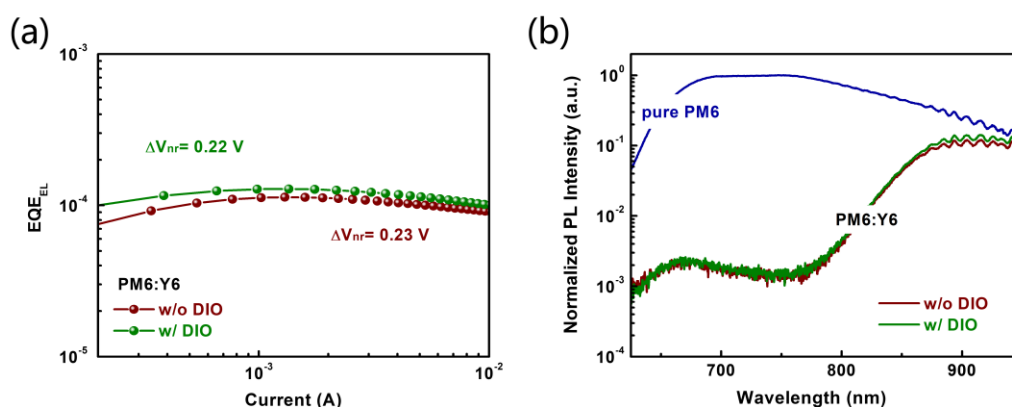 (a)
10⁻³
10⁻⁴
10⁻⁵
EQE_EL
ΔVnr= 0.22 V
ΔVnr= 0.23 V
PM6:Y6
w/o DIO
w/ DIO
10⁻³
10⁻²
Current (A)
(b)
10⁰
10⁻¹
10⁻²
10⁻³
10⁻⁴
Normalized PL Intensity (a.u.)
pure PM6
PM6:Y6
w/o DIO
w/ DIO
700
800
900
Wavelength (nm)